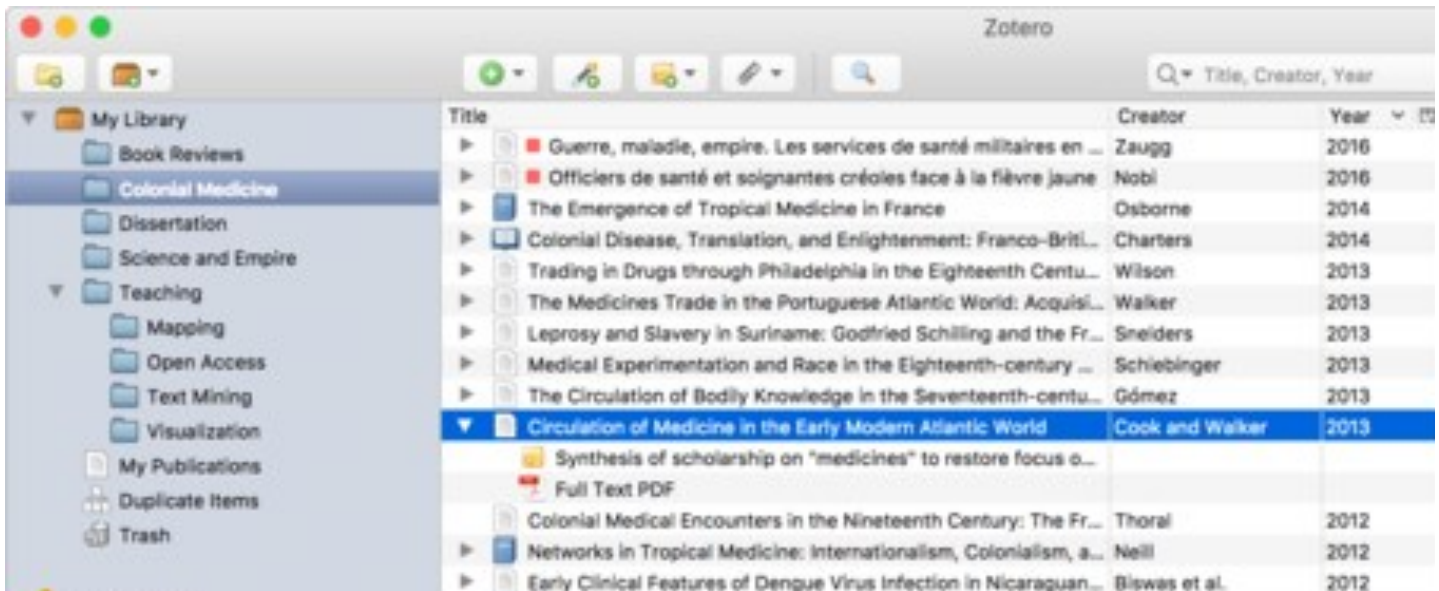 Zotero
Title, Creator, Year
My Library
Book Reviews
Colonial Medicine
Dissertation
Science and Empire
Teaching
Mapping
Open Access
Text Mining
Visualization
My Publications
Duplicate Items
Trash
Title Creator Year
Guerre, maladie, empire. Les services de santé militaires en ... Zaugg 2016
Officiers de santé et soignantes créoles face à la fièvre jaune Nobi 2016
The Emergence of Tropical Medicine in France Osborne 2014
Colonial Disease, Translation, and Enlightenment: Franco-Briti... Charters 2014
Trading in Drugs through Philadelphia in the Eighteenth Centu... Wilson 2013
The Medicines Trade in the Portuguese Atlantic World: Acquisi... Walker 2013
Leprosy and Slavery in Suriname: Godfried Schilling and the Fr... Snelders 2013
Medical Experimentation and Race in the Eighteenth-century ... Schiebinger 2013
The Circulation of Bodily Knowledge in the Seventeenth-centu... Gómez 2013
Circulation of Medicine in the Early Modern Atlantic World Cook and Walker 2013
Synthesis of scholarship on "medicines" to restore focus o...
Full Text PDF
Colonial Medical Encounters in the Nineteenth Century: The Fr... Thoral 2012
Networks in Tropical Medicine: Internationalism, Colonialism, a... Neill 2012
Early Clinical Features of Dengue Virus Infection in Nicaraguan... Biswas et al. 2012